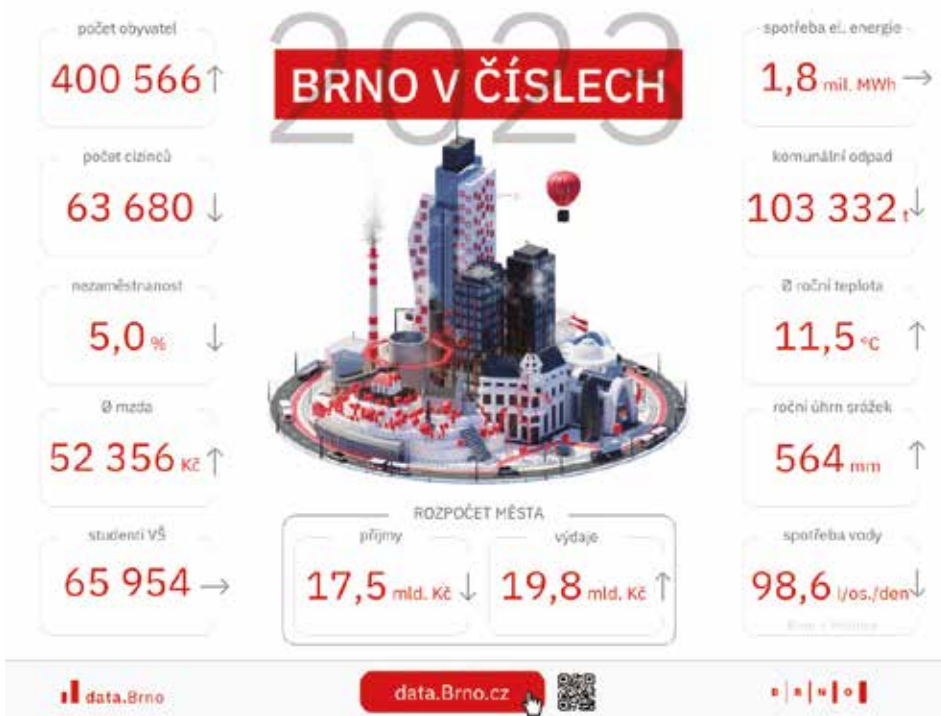 2023
BRNO V ČÍSLECH
počet obyvatel
400 566 ↑
počet cizinců
63 680 ↓
nezaměstnanost
5,0 % ↓
Ø mzda
52 356 Kč ↑
studenti VŠ
65 954 →
spotřeba el. energie
1,8 mil. MWh →
komunální odpad
103 332 t ↓
Ø roční teplota
11,5 °C ↑
roční úhrn srážek
564 mm ↑
spotřeba vody
98,6 l/os./den ↓
ROZPOČET MĚSTA
příjmy
17,5 mld. Kč ↓
výdaje
19,8 mld. Kč ↑
data.Brno
data.Brno.cz
B R N O